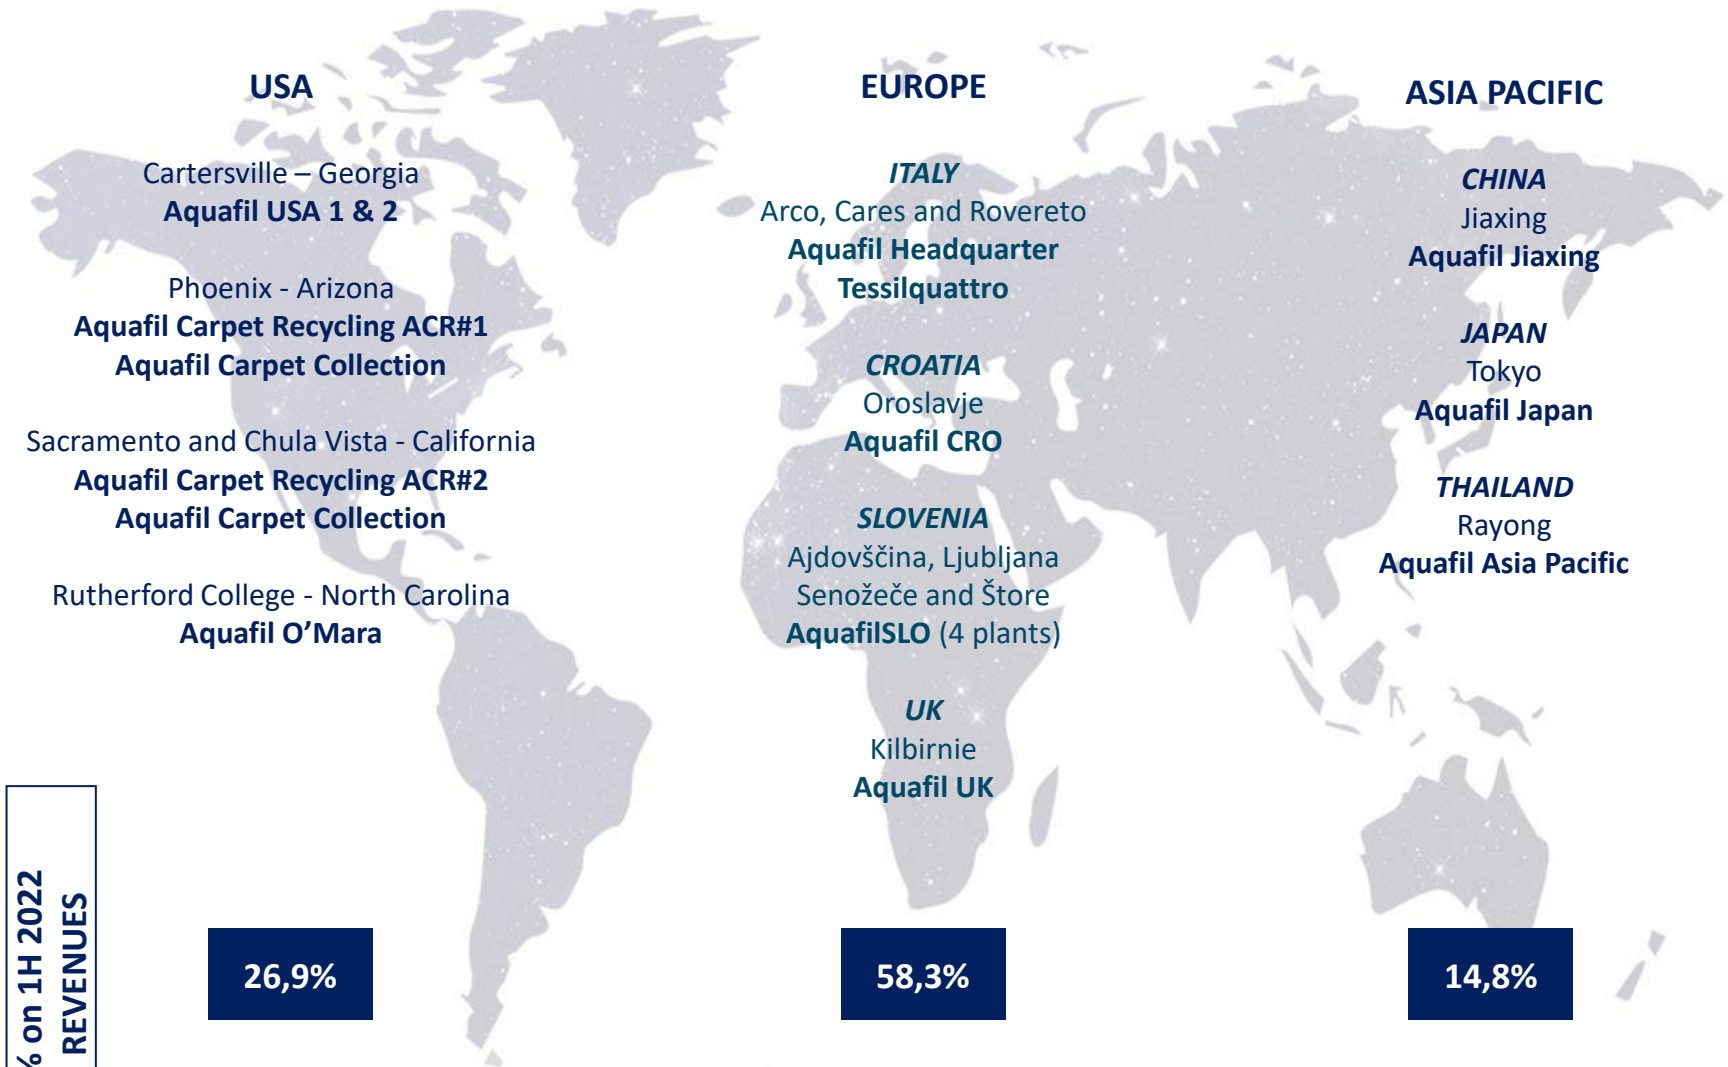 USA
Cartersville – Georgia
Aquafil USA 1 & 2
Phoenix - Arizona
Aquafil Carpet Recycling ACR#1
Aquafil Carpet Collection
Sacramento and Chula Vista - California
Aquafil Carpet Recycling ACR#2
Aquafil Carpet Collection
Rutherford College - North Carolina
Aquafil O’Mara
EUROPE
ITALY
Arco, Cares and Rovereto
Aquafil Headquarter
Tessilquattro
CROATIA
Oroslavje
Aquafil CRO
SLOVENIA
Ajdovščina, Ljubljana
Senožeče and Štore
AquafilSLO (4 plants)
UK
Kilbirnie
Aquafil UK
ASIA PACIFIC
CHINA
Jiaxing
Aquafil Jiaxing
JAPAN
Tokyo
Aquafil Japan
THAILAND
Rayong
Aquafil Asia Pacific
% on 1H 2022
REVENUES
26,9%
58,3%
14,8%